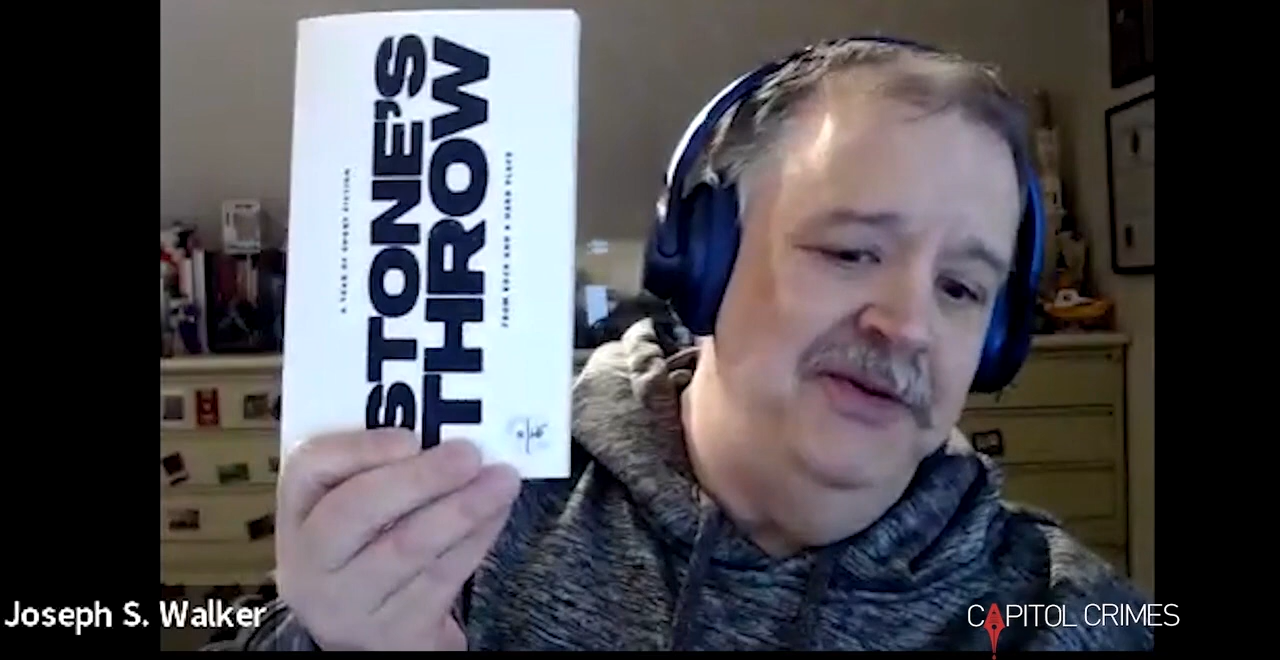 A YEAR OF SHORT FICTION
STONE'S
THROW
FROM ROCK AND A HARD PLACE
Joseph S. Walker
CAPITOL CRIMES